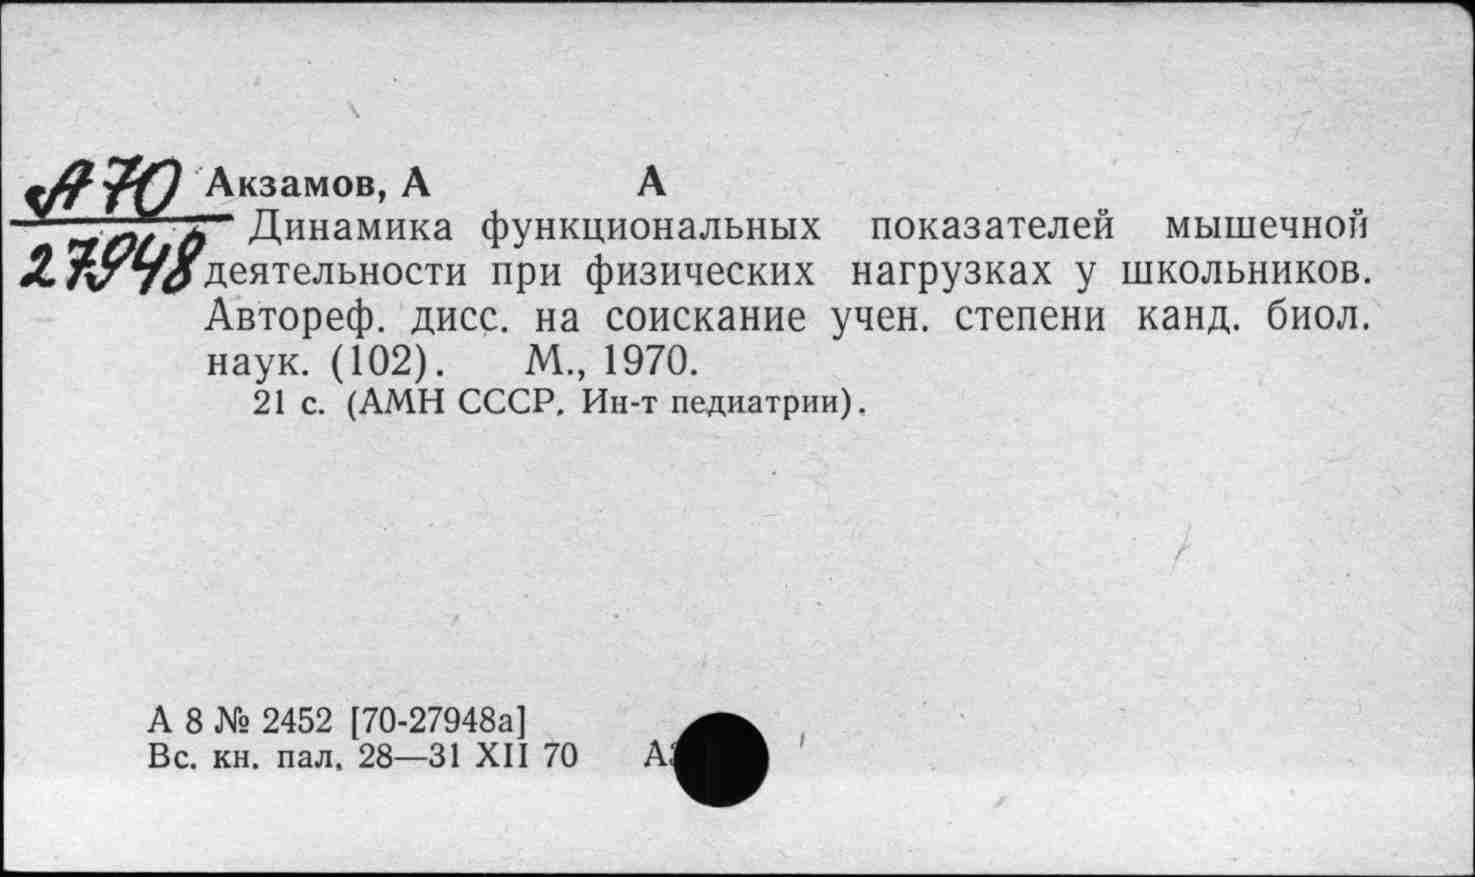 А70 Акзамов, А А
27948 Динамика функциональных показателей мышечной
деятельности при физических нагрузках у школьников.
Автореф. дисс. на соискание учен. степени канд. биол.
наук. (102). М., 1970.
21 с. (АМН СССР. Ин-т педиатрии).
А 8 № 2452 [70-27948а]
Вс. кн. пал. 28—31 XII 70